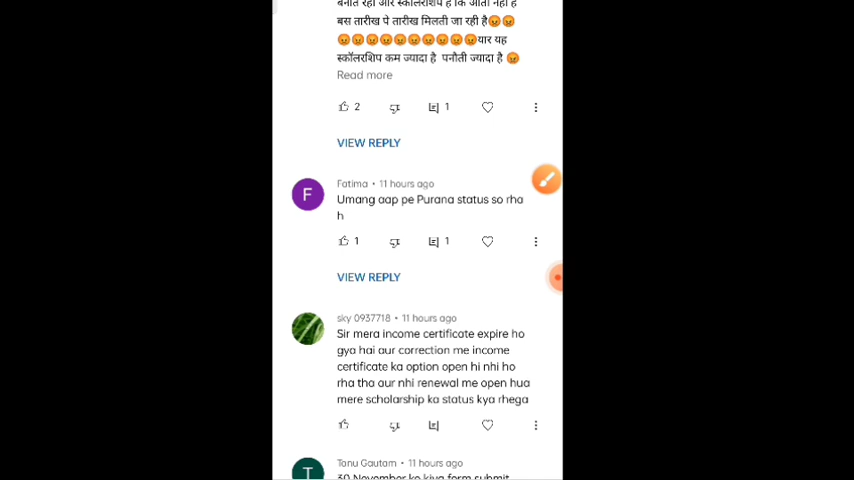 बनाते रहो और स्कॉलरशिप है कि आती नहीं है
बस तारीख पे तारीख मिलती जा रही है😡😡
😡😡😡😡😡😡😡😡😡😡यार यह
स्कॉलरशिप कम ज्यादा है पनौती ज्यादा है 😡
Read more
2
1
VIEW REPLY
F
Fatima • 11 hours ago
Umang aap pe Purana status so rha
h
1
1
VIEW REPLY
sky 0937718 • 11 hours ago
Sir mera income certificate expire ho
gya hai aur correction me income
certificate ka option open hi nhi ho
rha tha aur nhi renewal me open hua
mere scholarship ka status kya rhega
T
Tanu Gautam • 11 hours ago
30 November ko kiya form submit